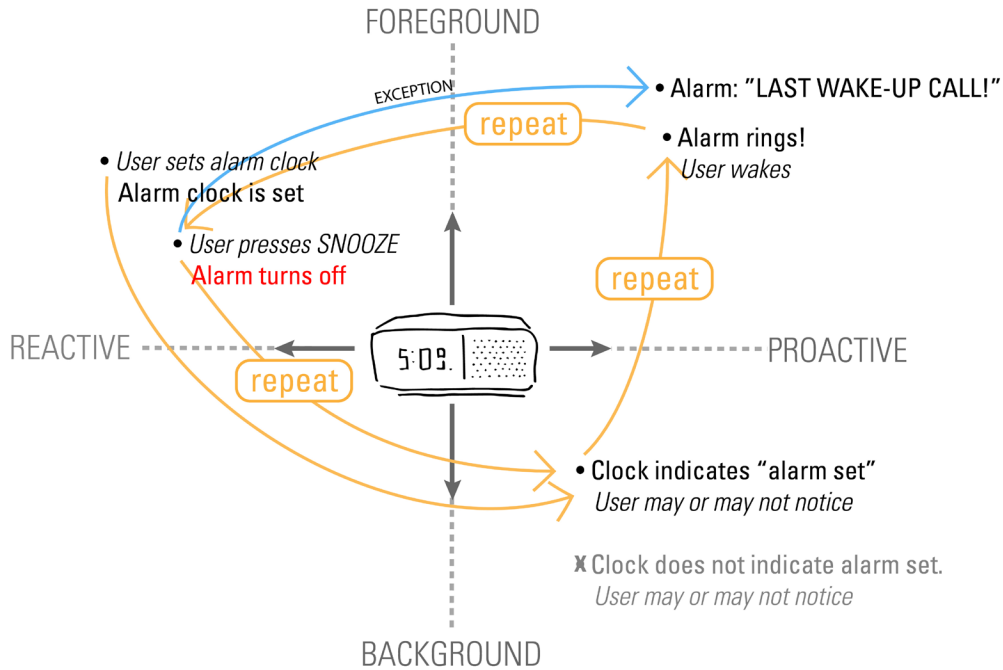 FOREGROUND
EXCEPTION
• Alarm: ”LAST WAKE-UP CALL!”
repeat
• Alarm rings!
User wakes
• User sets alarm clock
Alarm clock is set
• User presses SNOOZE
Alarm turns off
repeat
REACTIVE
5:09.
PROACTIVE
repeat
• Clock indicates “alarm set”
User may or may not notice
x Clock does not indicate alarm set.
User may or may not notice
BACKGROUND